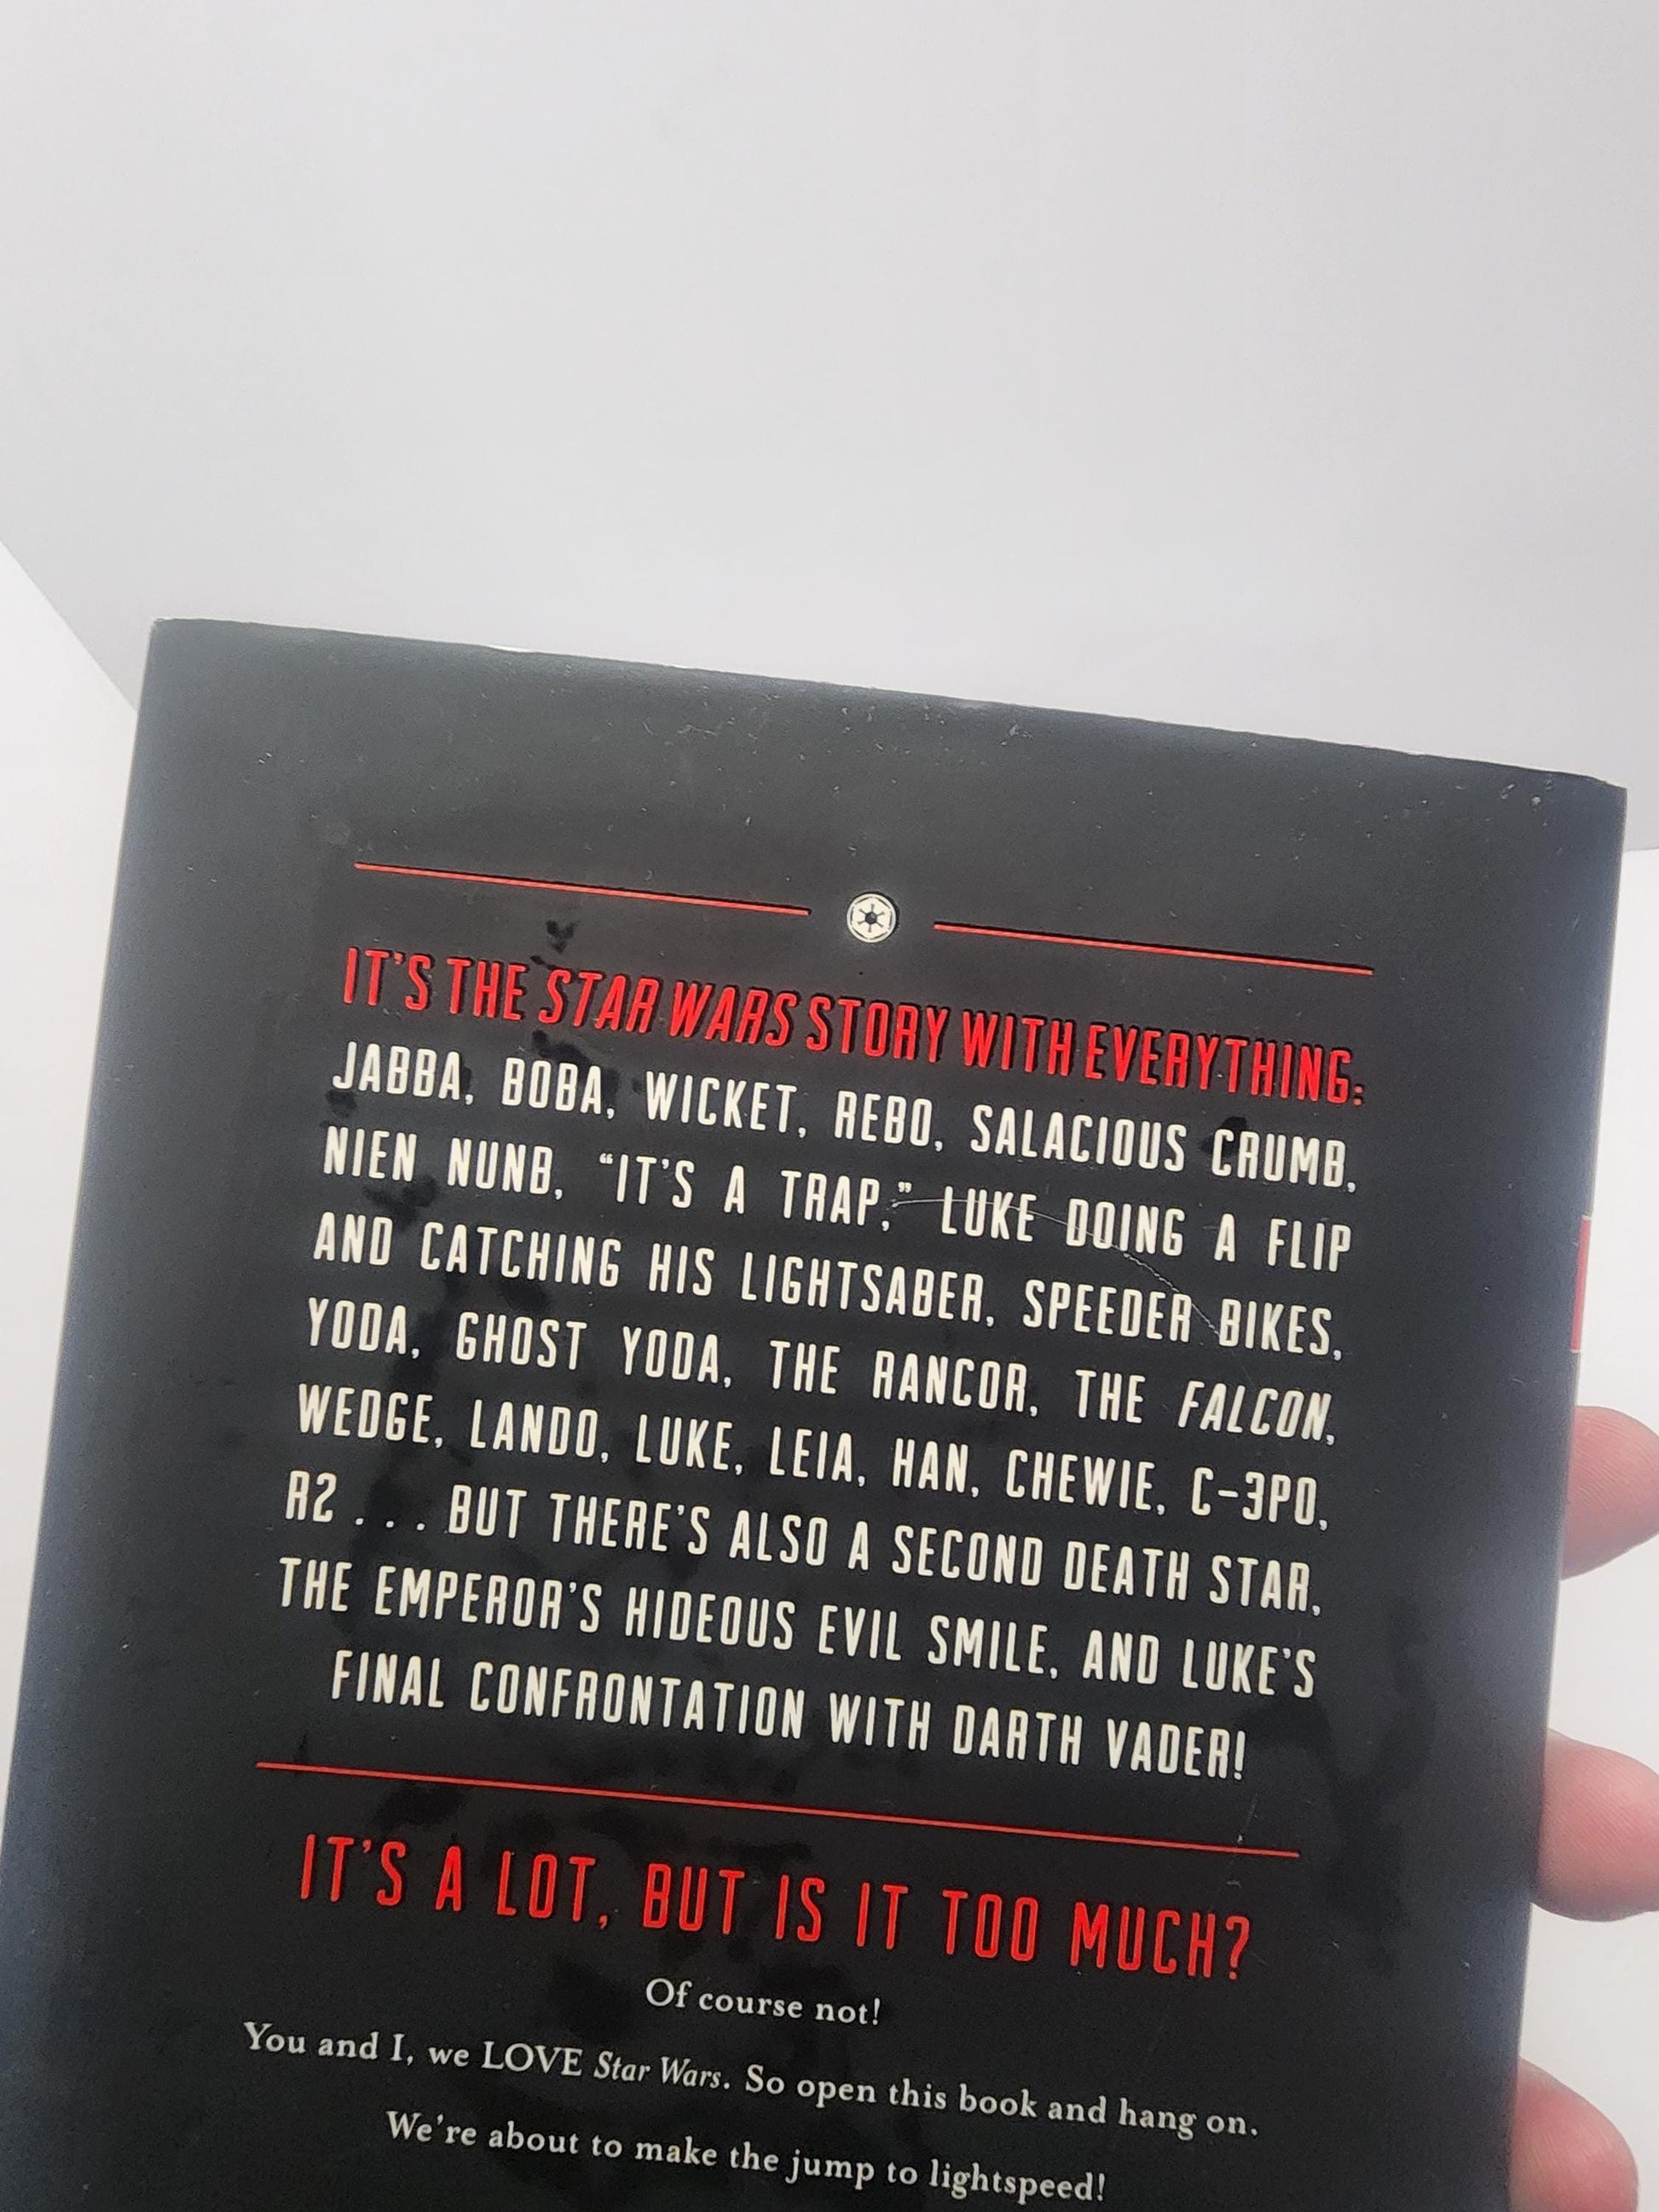 IT'S THE STAR WARS STORY WITH EVERYTHING:
JABBA, BOBA, WICKET, REBO, SALACIOUS CRUMB,
NIEN NUNB, “IT'S A TRAP,” LUKE DOING A FLIP
AND CATCHING HIS LIGHTSABER, SPEEDER BIKES,
YODA, GHOST YODA, THE RANCOR, THE FALCON,
WEDGE, LANDO, LUKE, LEIA, HAN, CHEWIE, C-3PO,
R2 . . . BUT THERE'S ALSO A SECOND DEATH STAR,
THE EMPEROR'S HIDEOUS EVIL SMILE, AND LUKE'S
FINAL CONFRONTATION WITH DARTH VADER!
IT'S A LOT, BUT IS IT TOO MUCH?
Of course not!
You and I, we LOVE Star Wars. So open this book and hang on.
We're about to make the jump to lightspeed!